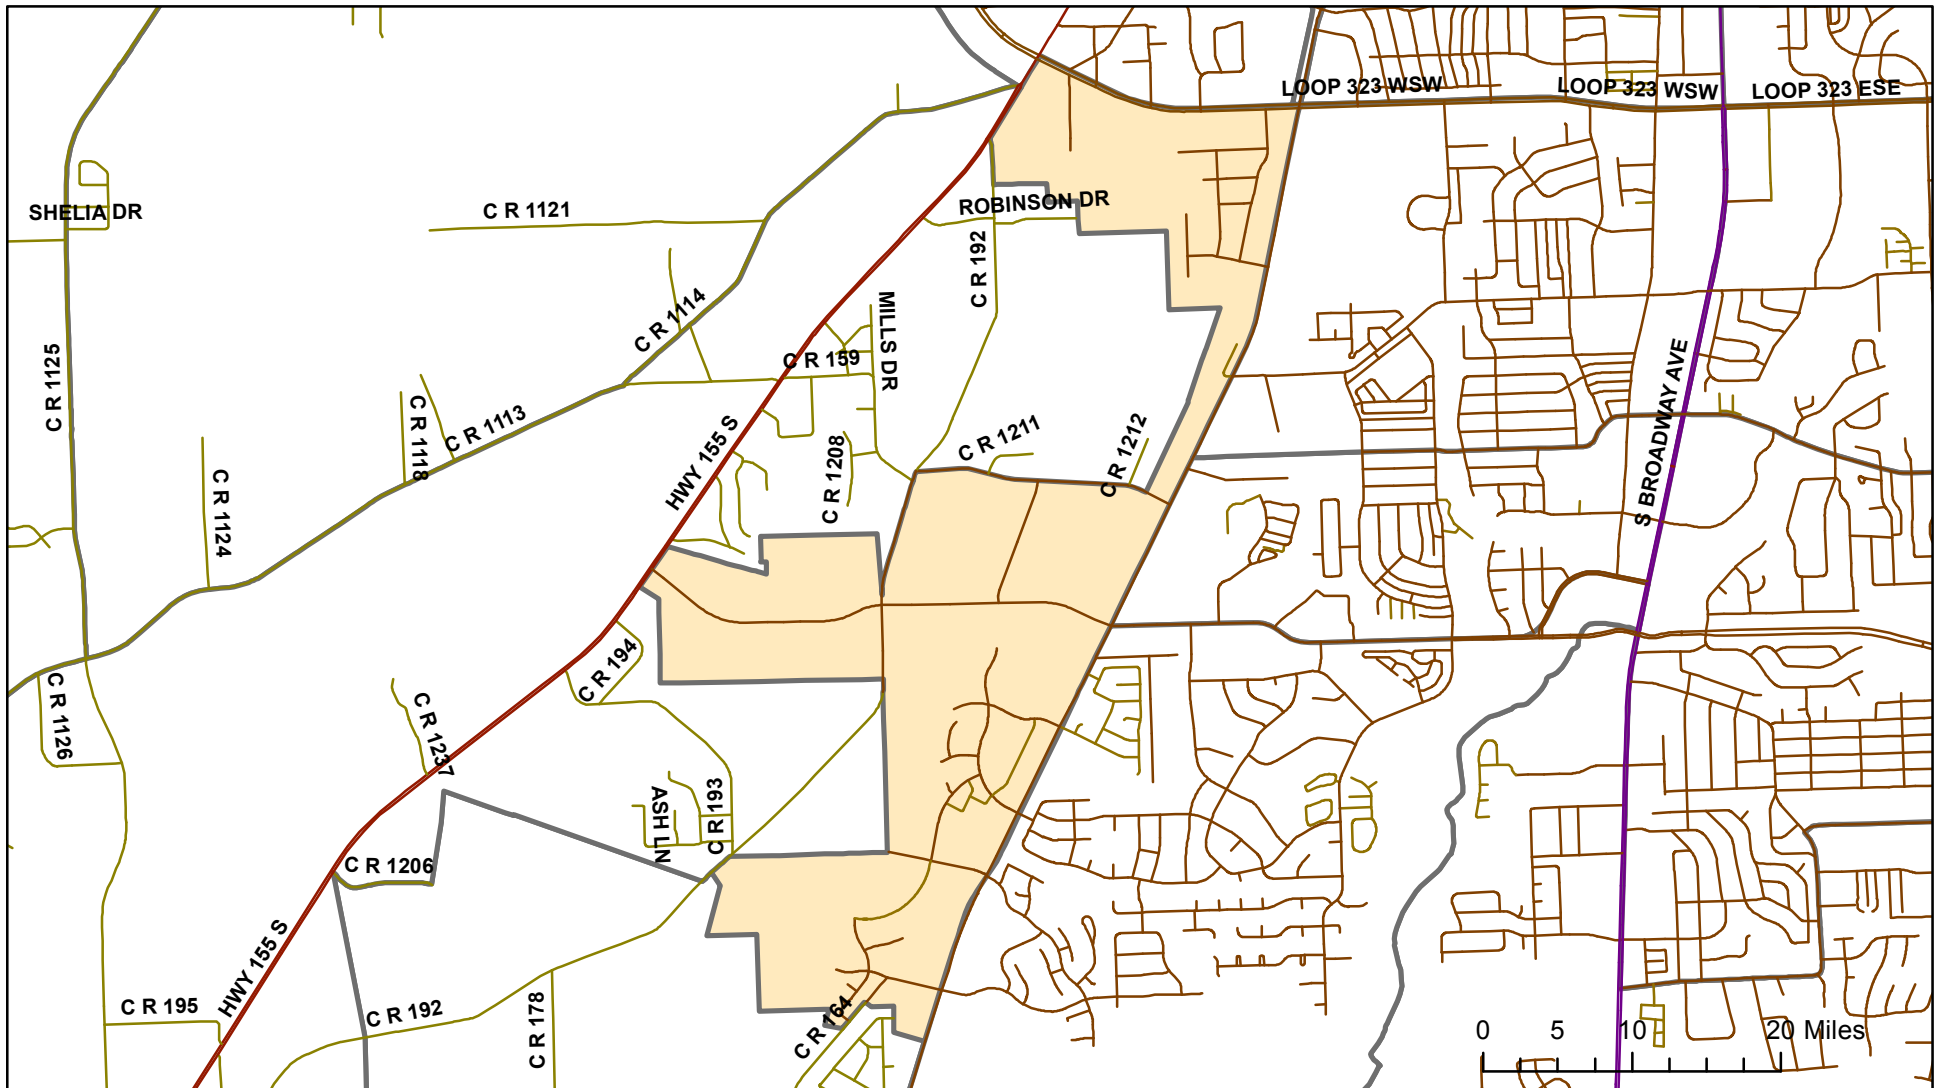 LOOP 323 WSW
LOOP 323 WSW
LOOP 323 ESE
SHELIA DR
C R 1121
ROBINSON DR
C R 192
C R 1114
MILLS DR
C R 159
C R 1125
S BROADWAY AVE
C R 1118
C R 1113
HWY 155 S
C R 1208
C R 1211
C R 1212
C R 1124
C R 194
C R 1126
C R 1237
ASH LN
C R 193
C R 1206
HWY 155 S
C R 195
C R 192
C R 178
C R 164
0 5 10 20 Miles